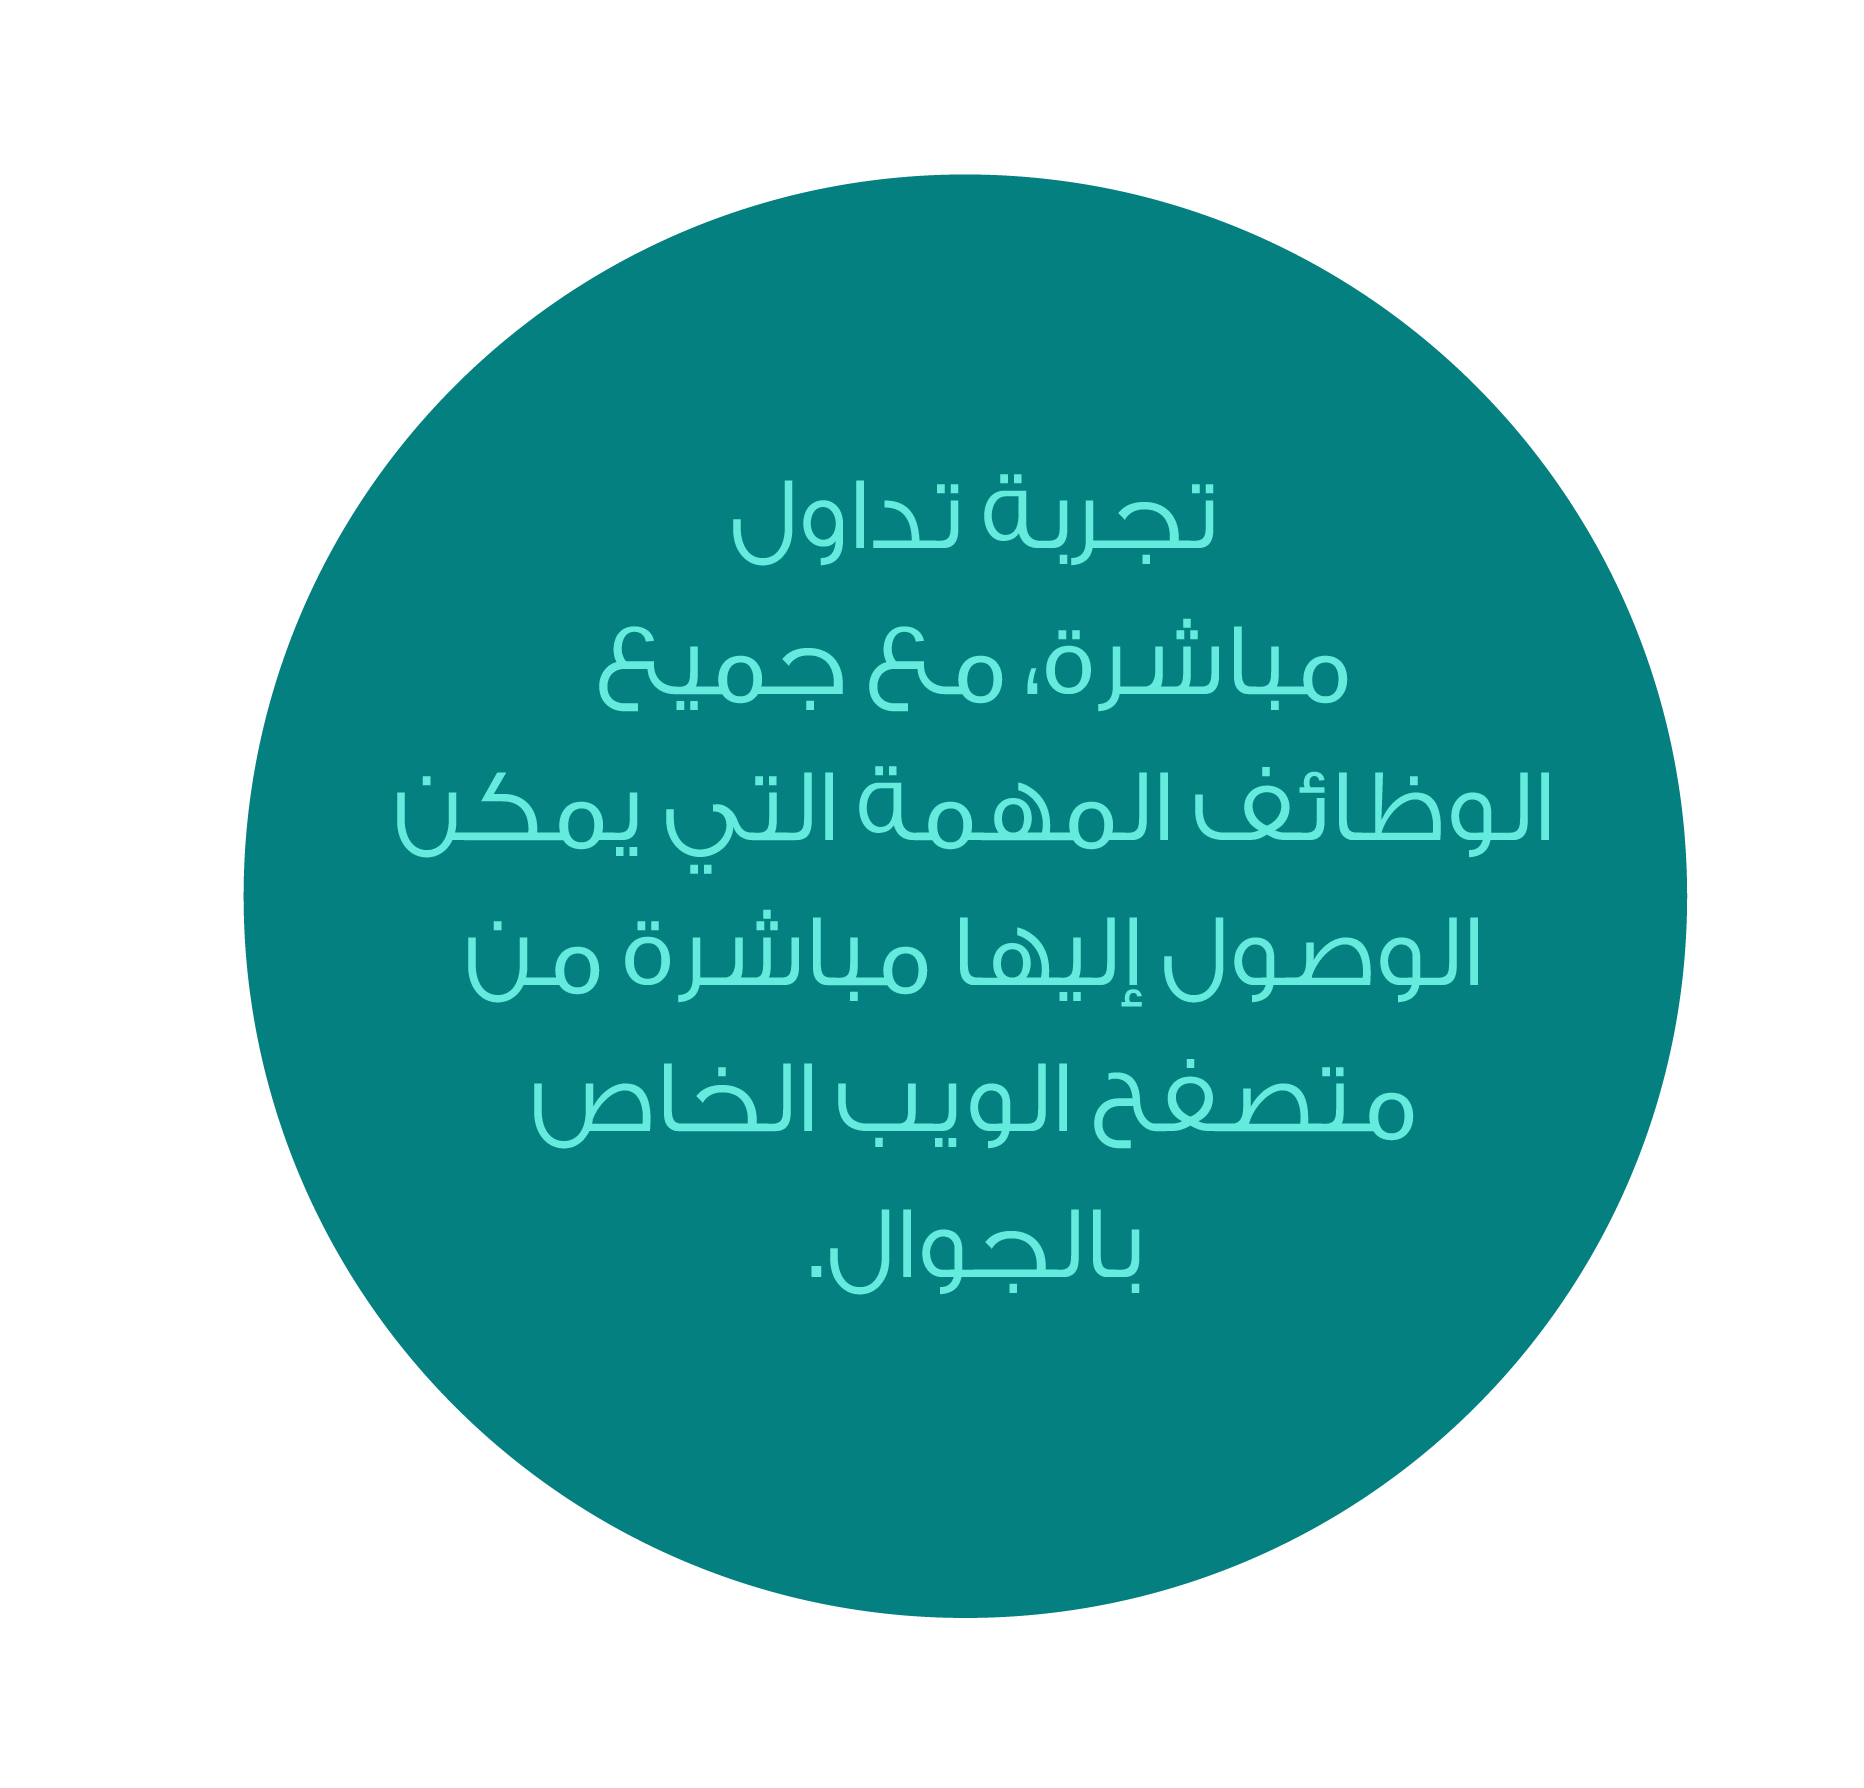 تجربة تداول
مباشرة، مع جميع
الوظائف المهمة التي يمكن
الوصول إليها مباشرة من
متصفح الويب الخاص
بالجوال.